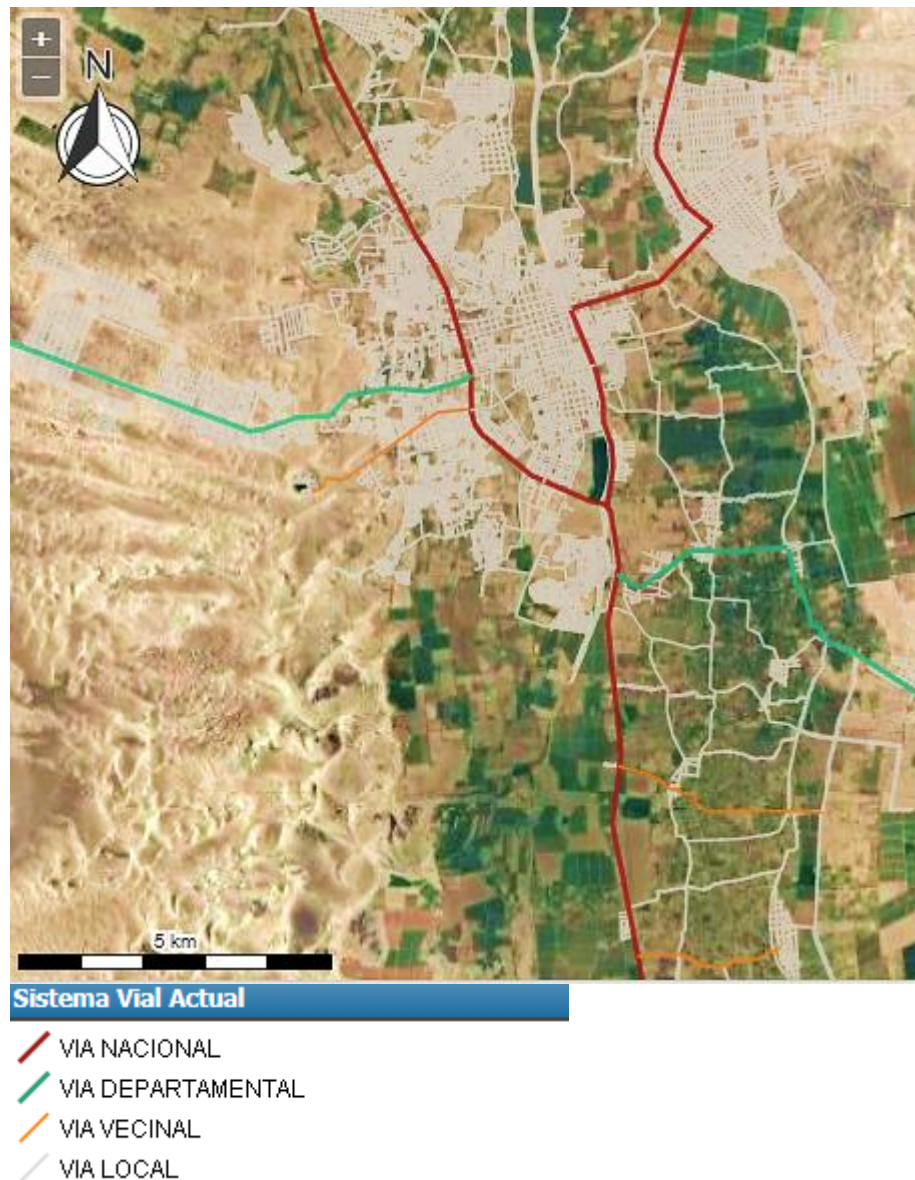 +
N
−
5 km
Sistema Vial Actual
VIA NACIONAL
VIA DEPARTAMENTAL
VIA VECINAL
VIA LOCAL